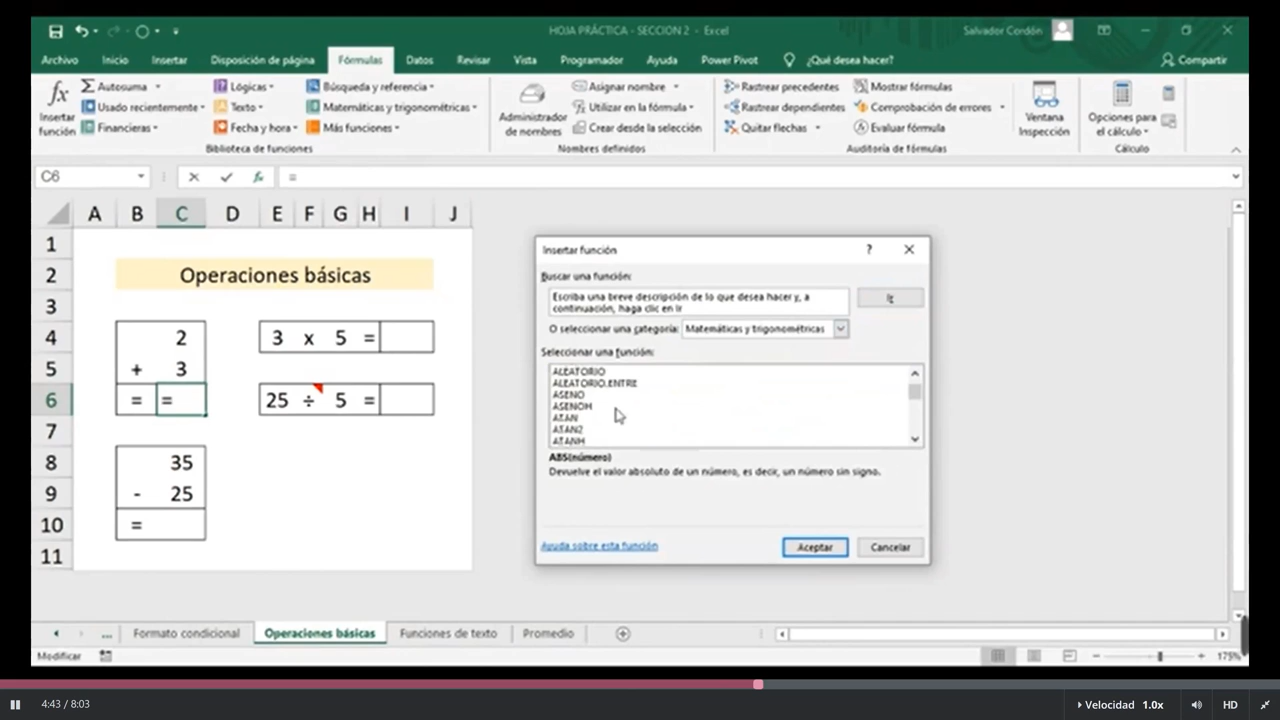 HOJA PRÁCTICA - SECCION 2 - Excel
Salvador Cordón
Archivo Inicio Insertar Disposición de página Fórmulas Datos Revisar Vista Programador Ayuda Power Pivot ¿Qué desea hacer? Compartir
fx Insertar función
Σ Autosuma
Usado recientemente
Financieras
Lógicas
Texto
Fecha y hora
Búsqueda y referencia
Matemáticas y trigonométricas
Más funciones
Biblioteca de funciones
Administrador de nombres
Asignar nombre
Utilizar en la fórmula
Crear desde la selección
Nombres definidos
Rastrear precedentes
Rastrear dependientes
Quitar flechas
Mostrar fórmulas
Comprobación de errores
Evaluar fórmula
Auditoría de fórmulas
Ventana Inspección
Opciones para el cálculo
Cálculo
C6 fx =
A B C D E F G H I J
1
2 Operaciones básicas
3
4 2 3 x 5 =
5 + 3
6 = = 25 ÷ 5 =
7
8 35
9 - 25
10 =
11
Insertar función ?
Buscar una función:
Escriba una breve descripción de lo que desea hacer y, a
continuación, haga clic en Ir
Ir
O seleccionar una categoría: Matemáticas y trigonométricas
Seleccionar una función:
ALEATORIO
ALEATORIO.ENTRE
ASENO
ASENOH
ATAN
ATAN2
ATANH
ABS(número)
Devuelve el valor absoluto de un número, es decir, un número sin signo.
Ayuda sobre esta función
Aceptar Cancelar
... Formato condicional Operaciones básicas Funciones de texto Promedio
Modificar 175%
4:43 / 8:03 Velocidad 1.0x HD